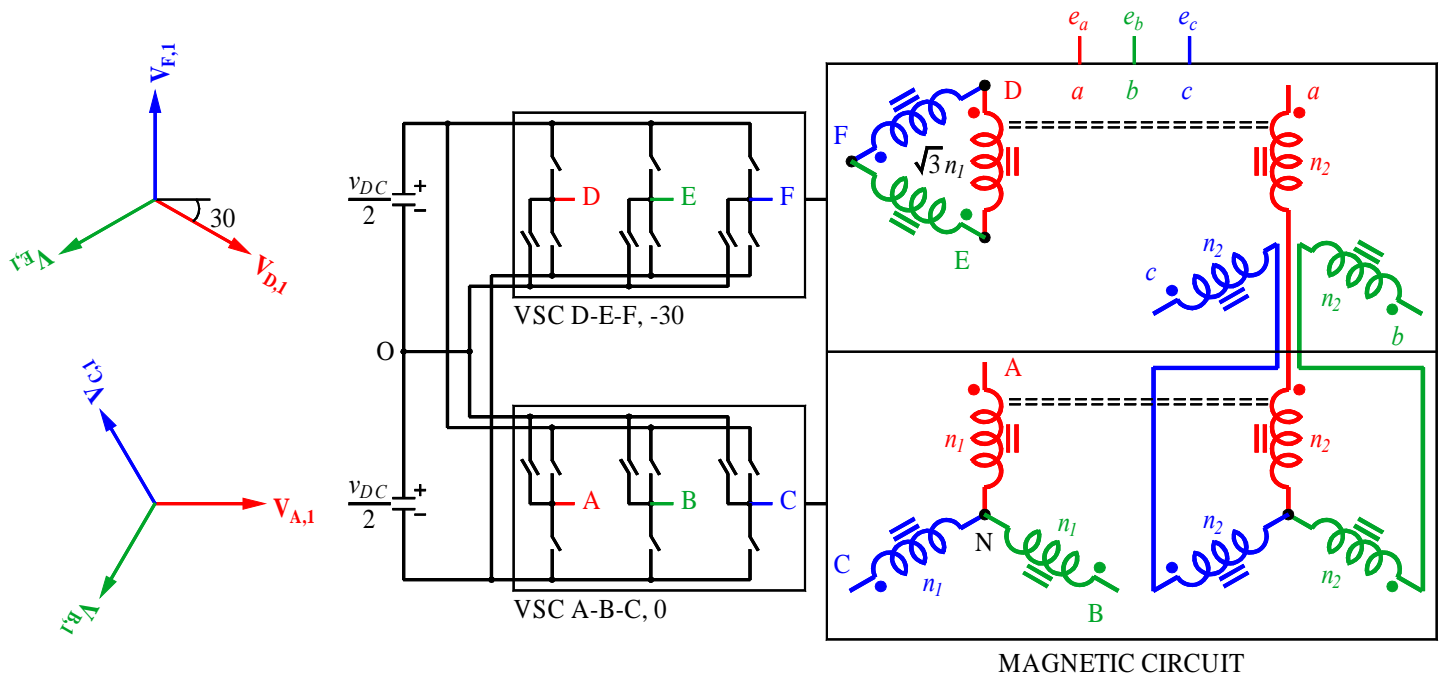 V_F,1
30
V_E,1
V_D,1
V_C,1
V_A,1
V_B,1
v_DC
2
+
−
O
v_DC
2
+
−
D E F
VSC D-E-F, -30
A B C
VSC A-B-C, 0
e_a e_b e_c
a b c
D
F
√3 n_1
E
a
n_2
c
n_2
n_2
b
A
n_1
n_2
N
C
n_1
n_1
B
n_2
n_2
MAGNETIC CIRCUIT